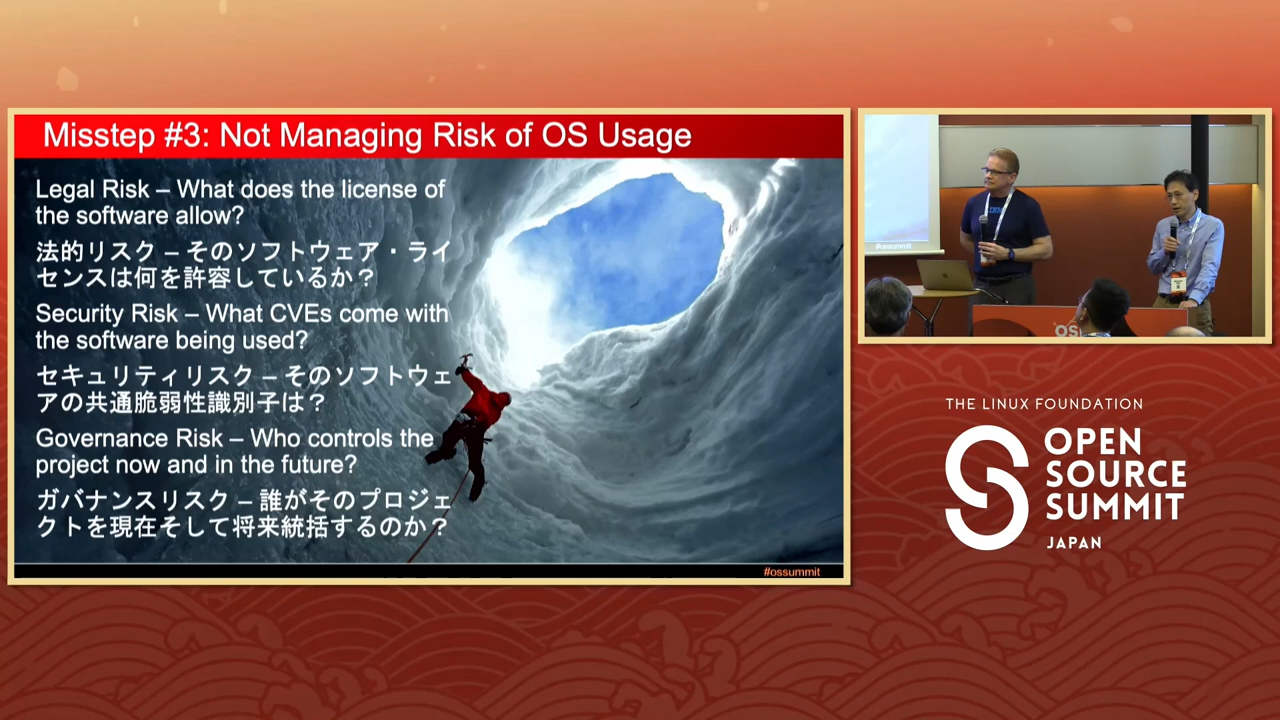 Misstep #3: Not Managing Risk of OS Usage
Legal Risk – What does the license of
the software allow?
法的リスク – そのソフトウェア・ライ
センスは何を許容しているか？
Security Risk – What CVEs come with
the software being used?
セキュリティリスク – そのソフトウェ
アの共通脆弱性識別子は？
Governance Risk – Who controls the
project now and in the future?
ガバナンスリスク – 誰がそのプロジェ
クトを現在そして将来統括するのか？
#ossummit
#ossummit
THE LINUX FOUNDATION
OPEN
SOURCE
SUMMIT
JAPAN